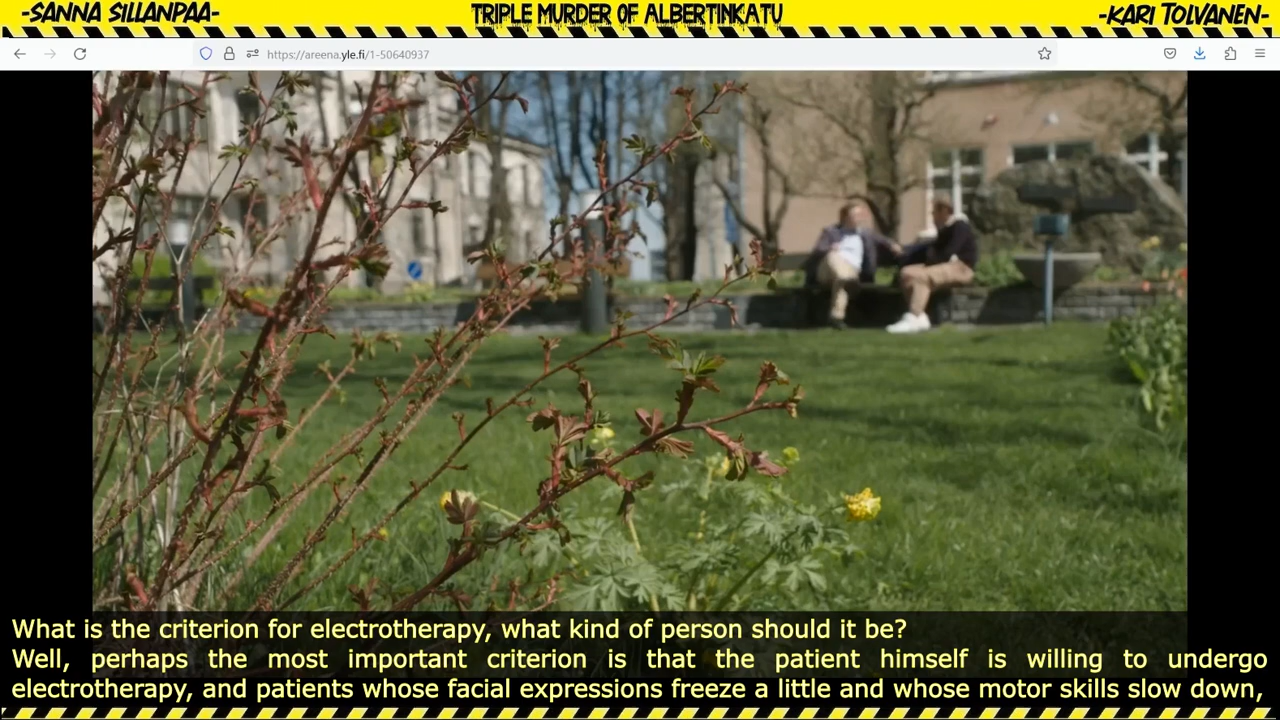 -SANNA SILLANPAA-
TRIPLE MURDER OF ALBERTINKATU
-KARI TOLVANEN-
https://areena.yle.fi/1-50640937
What is the criterion for electrotherapy, what kind of person should it be?
Well, perhaps the most important criterion is that the patient himself is willing to undergo
electrotherapy, and patients whose facial expressions freeze a little and whose motor skills slow down,